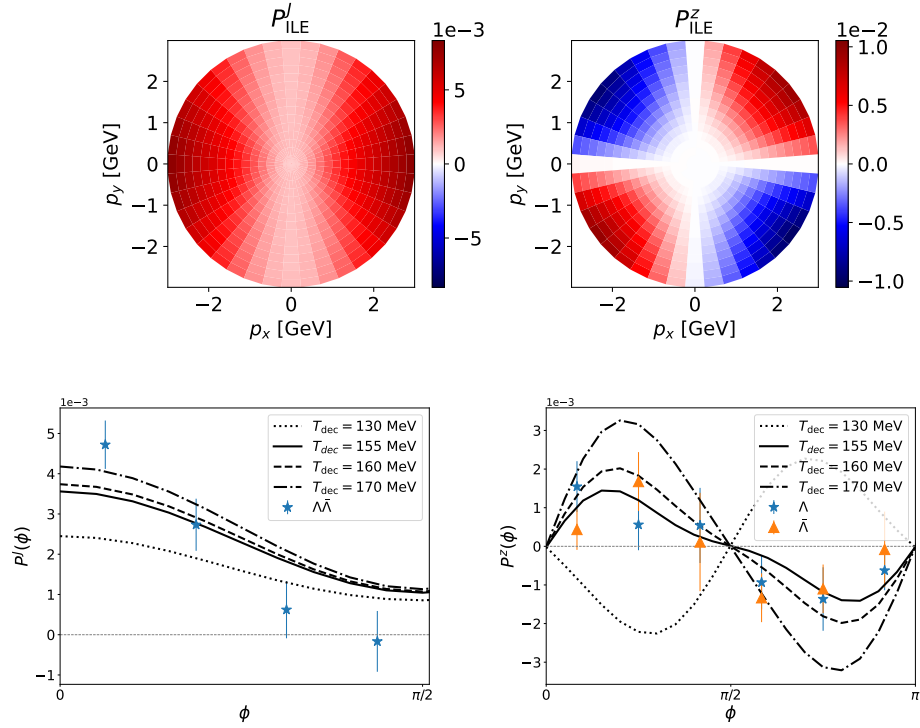 P^J_ILE
1e−3
2
1
0
−1
−2
p_y [GeV]
−2 0 2
p_x [GeV]
5
0
−5
P^z_ILE
1e−2
2
1
0
−1
−2
p_y [GeV]
−2 0 2
p_x [GeV]
1.0
0.5
0.0
−0.5
−1.0
1e−3
5
4
3
2
1
0
−1
P^J(ϕ)
T_dec = 130 MeV
T_dec = 155 MeV
T_dec = 160 MeV
T_dec = 170 MeV
ΛΛ̄
0 π/2
ϕ
1e−3
3
2
1
0
−1
−2
−3
P^z(ϕ)
T_dec = 130 MeV
T_dec = 155 MeV
T_dec = 160 MeV
T_dec = 170 MeV
Λ
Λ̄
0 π/2 π
ϕ